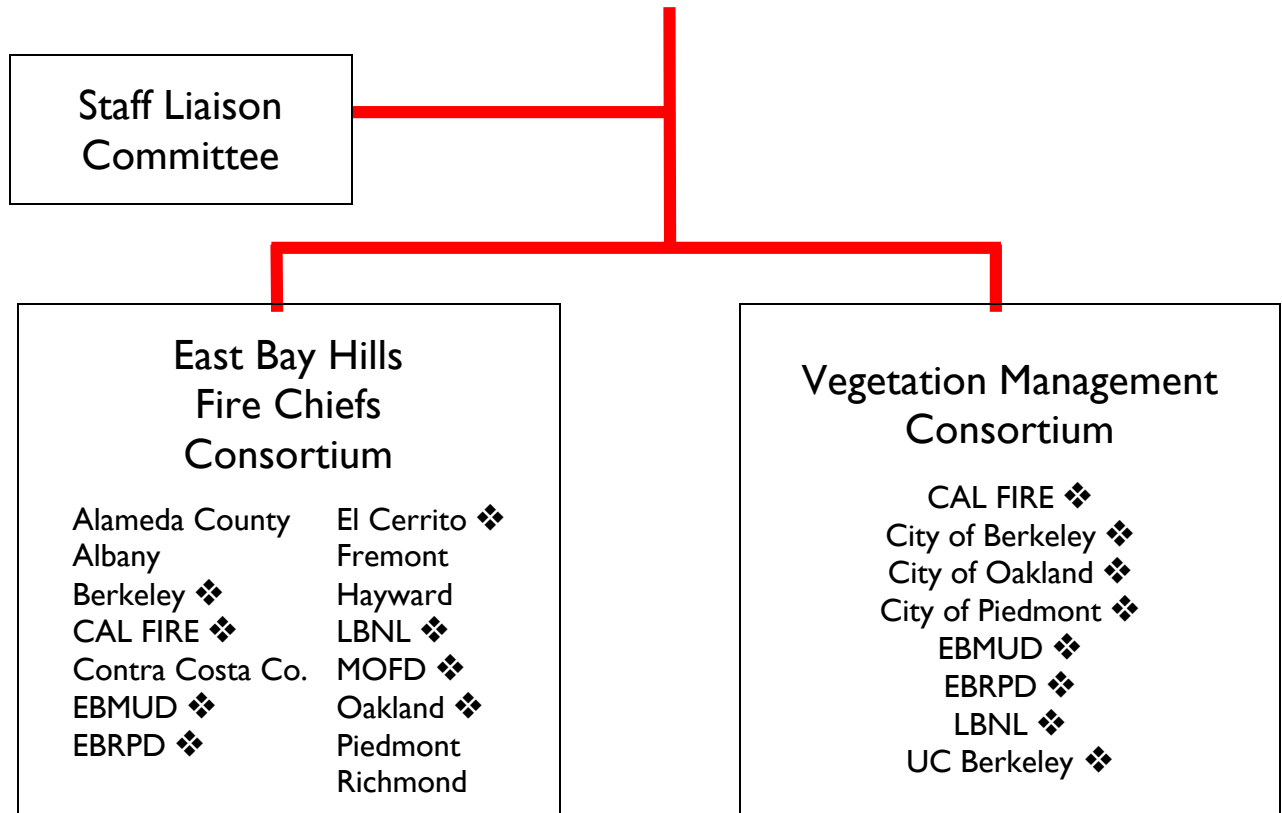 Staff Liaison
Committee
East Bay Hills
Fire Chiefs
Consortium
Alameda County
Albany
Berkeley ❖
CAL FIRE ❖
Contra Costa Co.
EBMUD ❖
EBRPD ❖
El Cerrito ❖
Fremont
Hayward
LBNL ❖
MOFD ❖
Oakland ❖
Piedmont
Richmond
Vegetation Management
Consortium
CAL FIRE ❖
City of Berkeley ❖
City of Oakland ❖
City of Piedmont ❖
EBMUD ❖
EBRPD ❖
LBNL ❖
UC Berkeley ❖